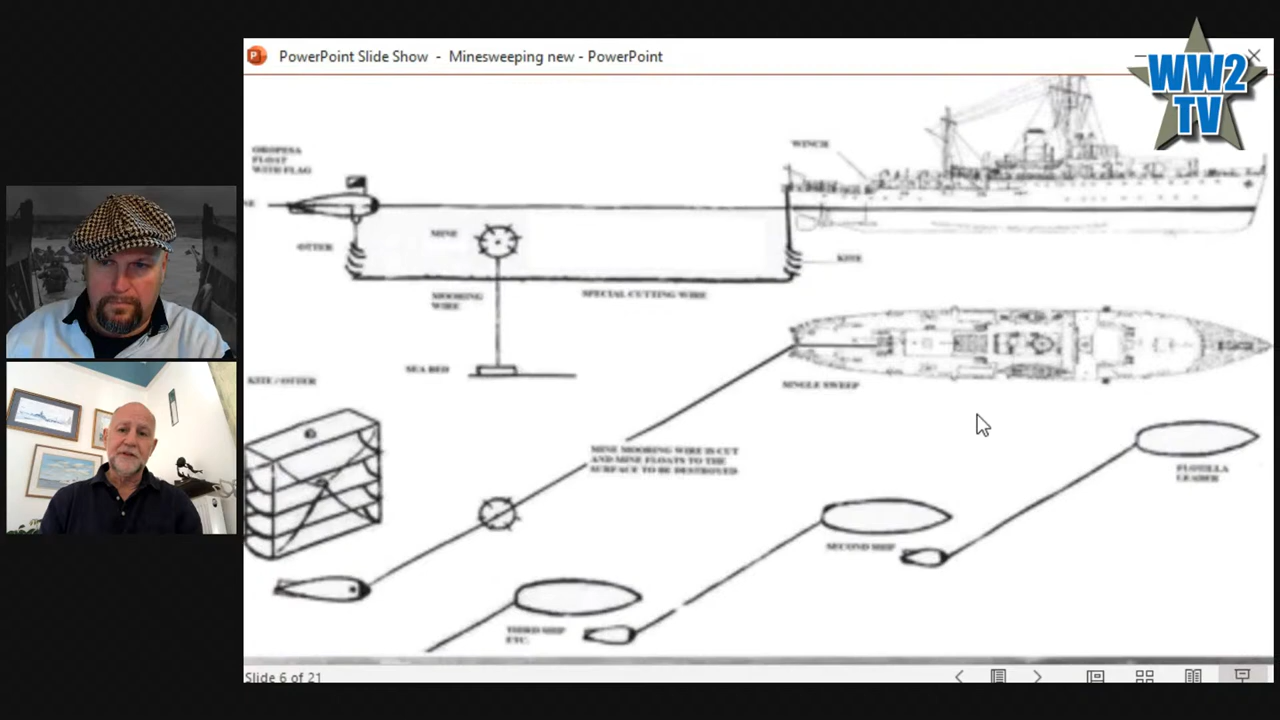 PowerPoint Slide Show - Minesweeping new - PowerPoint
WW2
TV
OROPESA
FLOAT
WITH FLAG
WINCH
MINE
OTTER
KITE
MOORING
WIRE
SPECIAL CUTTING WIRE
SEA BED
KITE / OTTER
SINGLE SWEEP
MINE MOORING WIRE IS CUT
AND MINE FLOATS TO THE
SURFACE TO BE DESTROYED
FLOTILLA
LEADER
SECOND SHIP
THIRD SHIP
ETC.
Slide 6 of 21